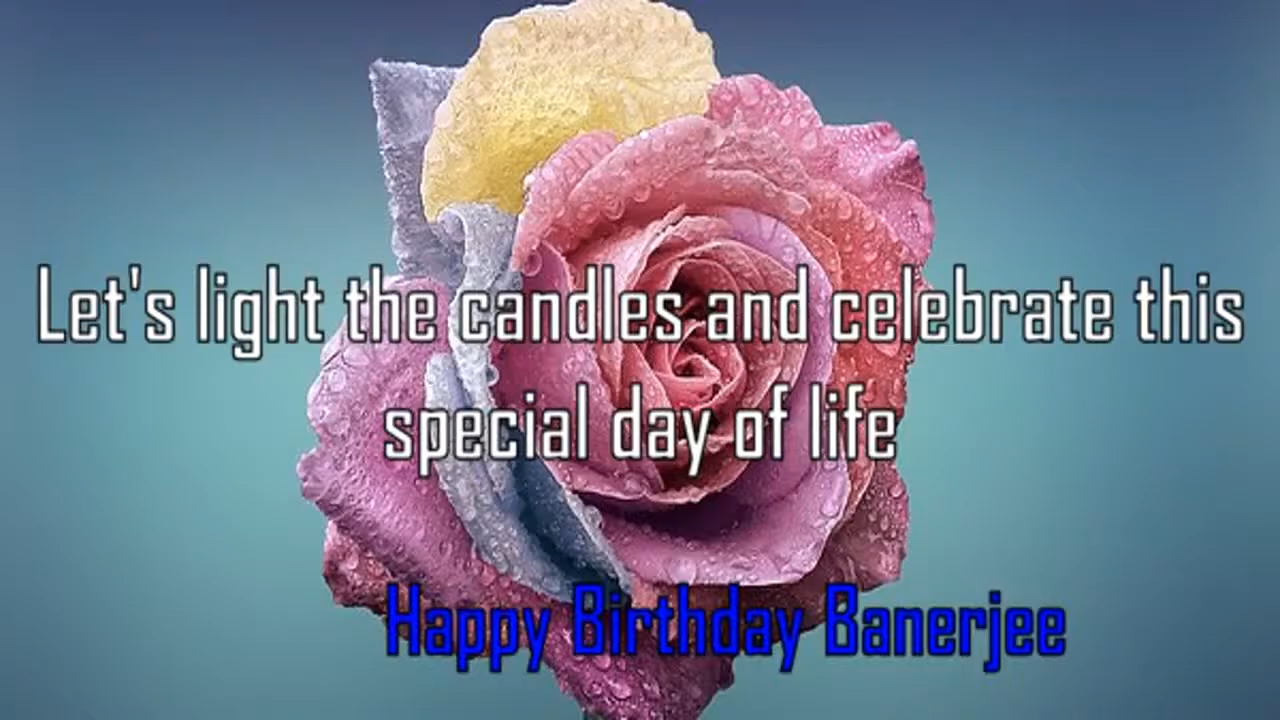 Let's light the candles and celebrate this
special day of life
Happy Birthday Banerjee